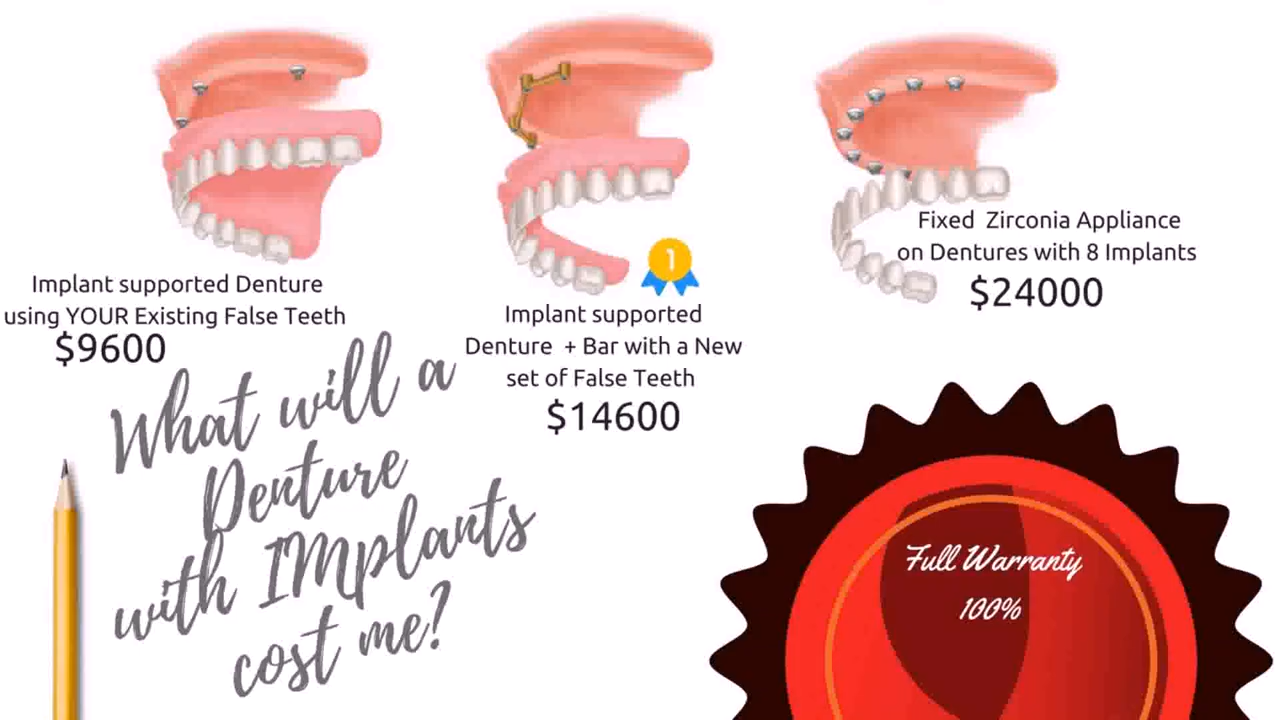 Implant supported Denture
using YOUR Existing False Teeth
$9600
1
Implant supported
Denture + Bar with a New
set of False Teeth
$14600
Fixed Zirconia Appliance
on Dentures with 8 Implants
$24000
What will a
Denture
with IMplants
cost me?
Full Warranty
100%